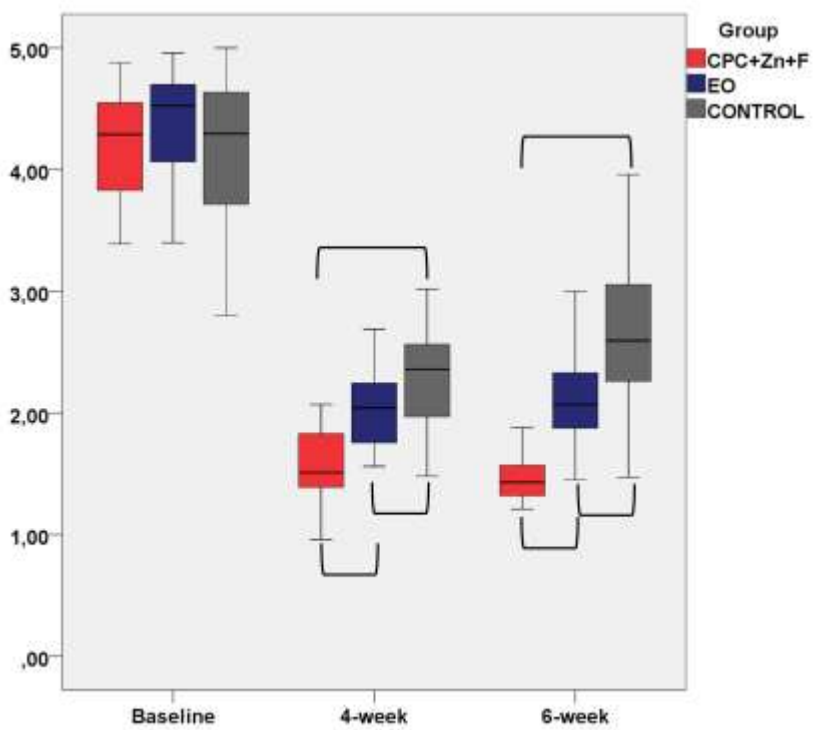 Group
CPC+Zn+F
EO
CONTROL
5,00
4,00
3,00
2,00
1,00
,00
Baseline 4-week 6-week